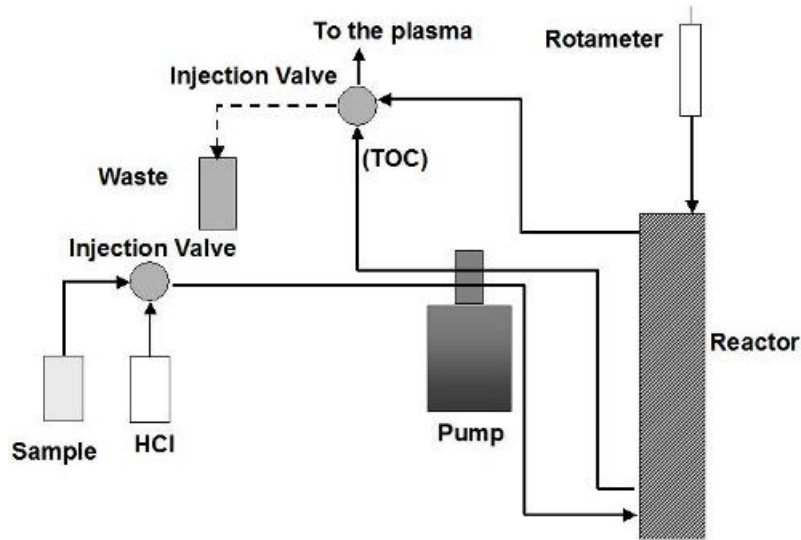 To the plasma
Rotameter
Injection Valve
(TOC)
Waste
Injection Valve
Reactor
Sample
HCl
Pump